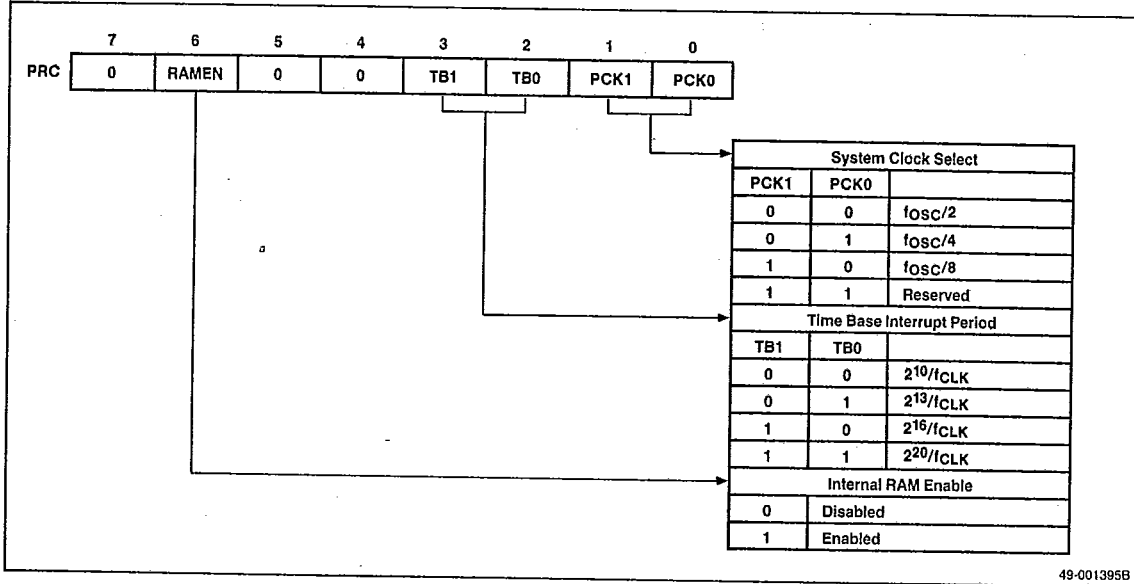 7 6 5 4 3 2 1 0
PRC 0 RAMEN 0 0 TB1 TB0 PCK1 PCK0
System Clock Select
PCK1 PCK0
0 0 fOSC/2
0 1 fOSC/4
1 0 fOSC/8
1 1 Reserved
Time Base Interrupt Period
TB1 TB0
0 0 2^10/fCLK
0 1 2^13/fCLK
1 0 2^16/fCLK
1 1 2^20/fCLK
Internal RAM Enable
0 Disabled
1 Enabled
49-001395B